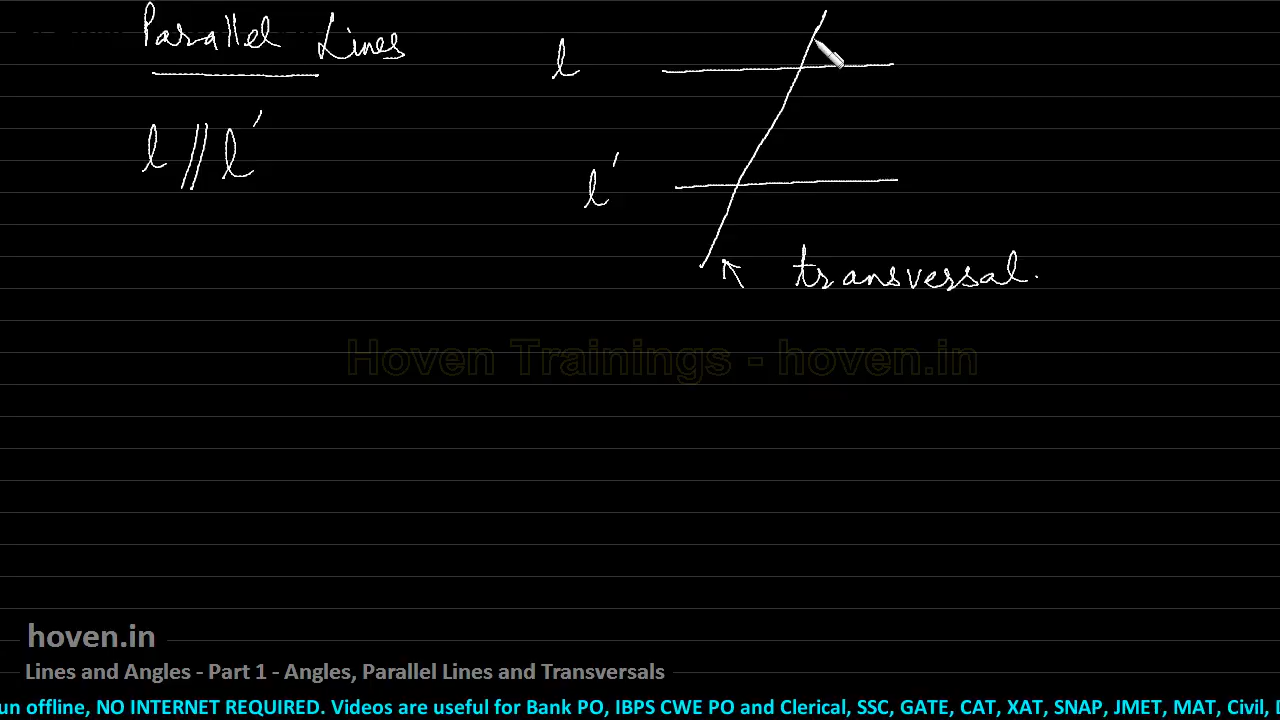 Parallel Lines
l
l // l'
l'
transversal.
Hoven Trainings - hoven.in
hoven.in
Lines and Angles - Part 1 - Angles, Parallel Lines and Transversals
un offline, NO INTERNET REQUIRED. Videos are useful for Bank PO, IBPS CWE PO and Clerical, SSC, GATE, CAT, XAT, SNAP, JMET, MAT, Civil,